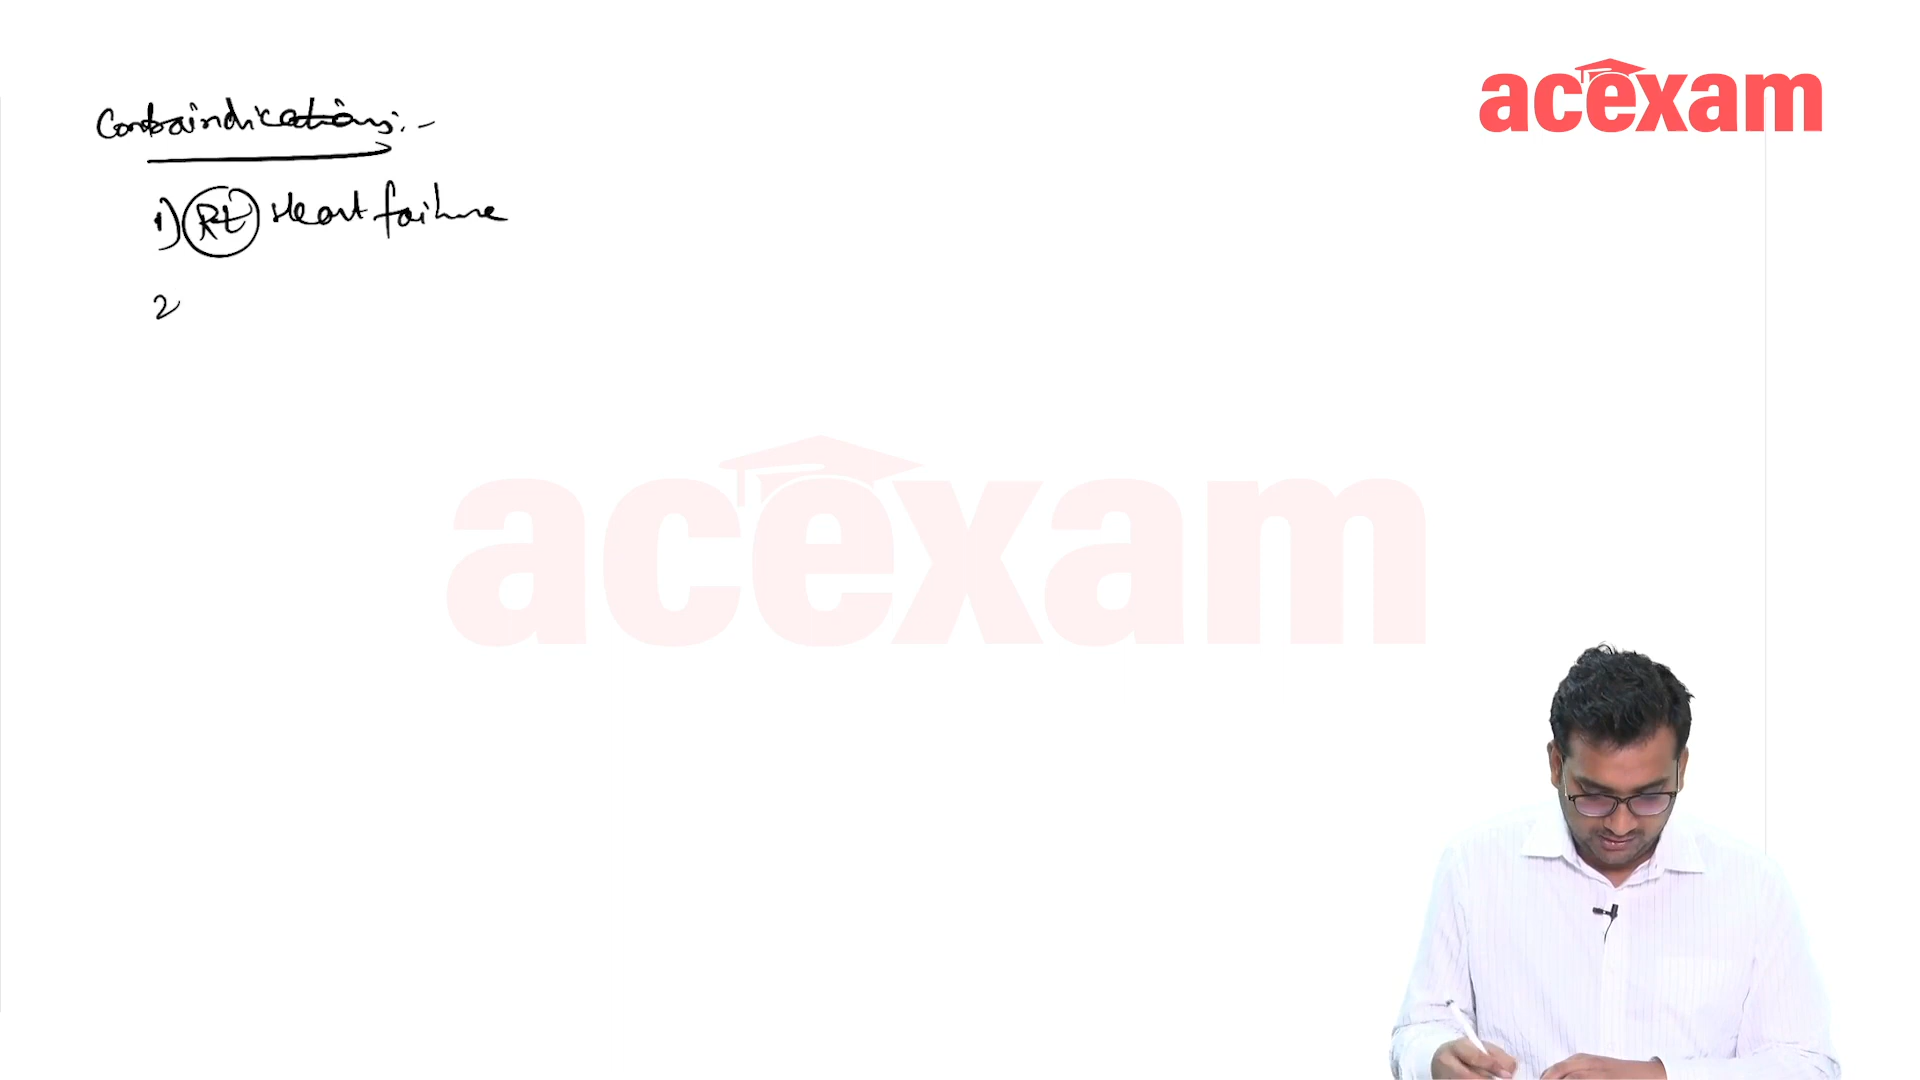 acexam
Contraindications:-
1) Rt Heart failure
2
acexam